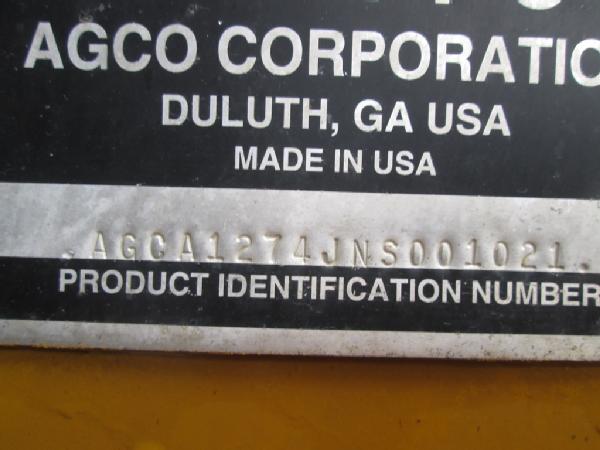 AGCO CORPORATIO
DULUTH, GA USA
MADE IN USA
.AGCA1274JNS001021.
PRODUCT IDENTIFICATION NUMBER